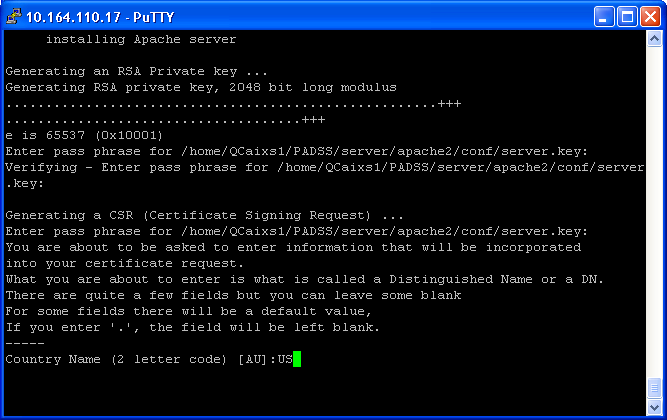 10.164.110.17 - PuTTY
installing Apache server
Generating an RSA Private key ...
Generating RSA private key, 2048 bit long modulus
......................................................+++
.....................................+++
e is 65537 (0x10001)
Enter pass phrase for /home/QCaixs1/PADSS/server/apache2/conf/server.key:
Verifying - Enter pass phrase for /home/QCaixs1/PADSS/server/apache2/conf/server
.key:
Generating a CSR (Certificate Signing Request) ...
Enter pass phrase for /home/QCaixs1/PADSS/server/apache2/conf/server.key:
You are about to be asked to enter information that will be incorporated
into your certificate request.
What you are about to enter is what is called a Distinguished Name or a DN.
There are quite a few fields but you can leave some blank
For some fields there will be a default value,
If you enter '.', the field will be left blank.
-----
Country Name (2 letter code) [AU]:US